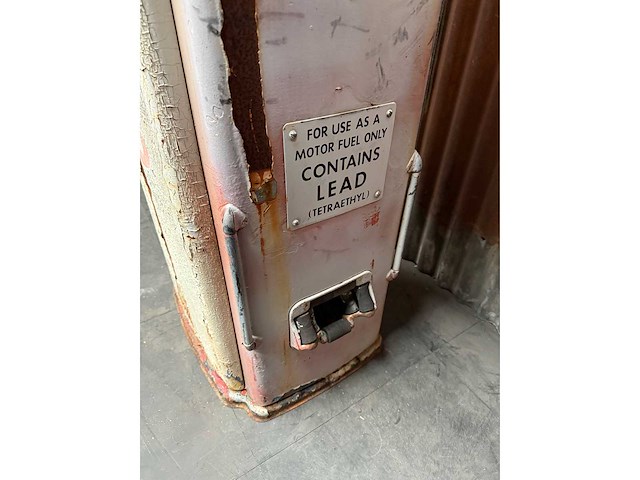 FOR USE AS A
MOTOR FUEL ONLY
CONTAINS
LEAD
(TETRAETHYL)